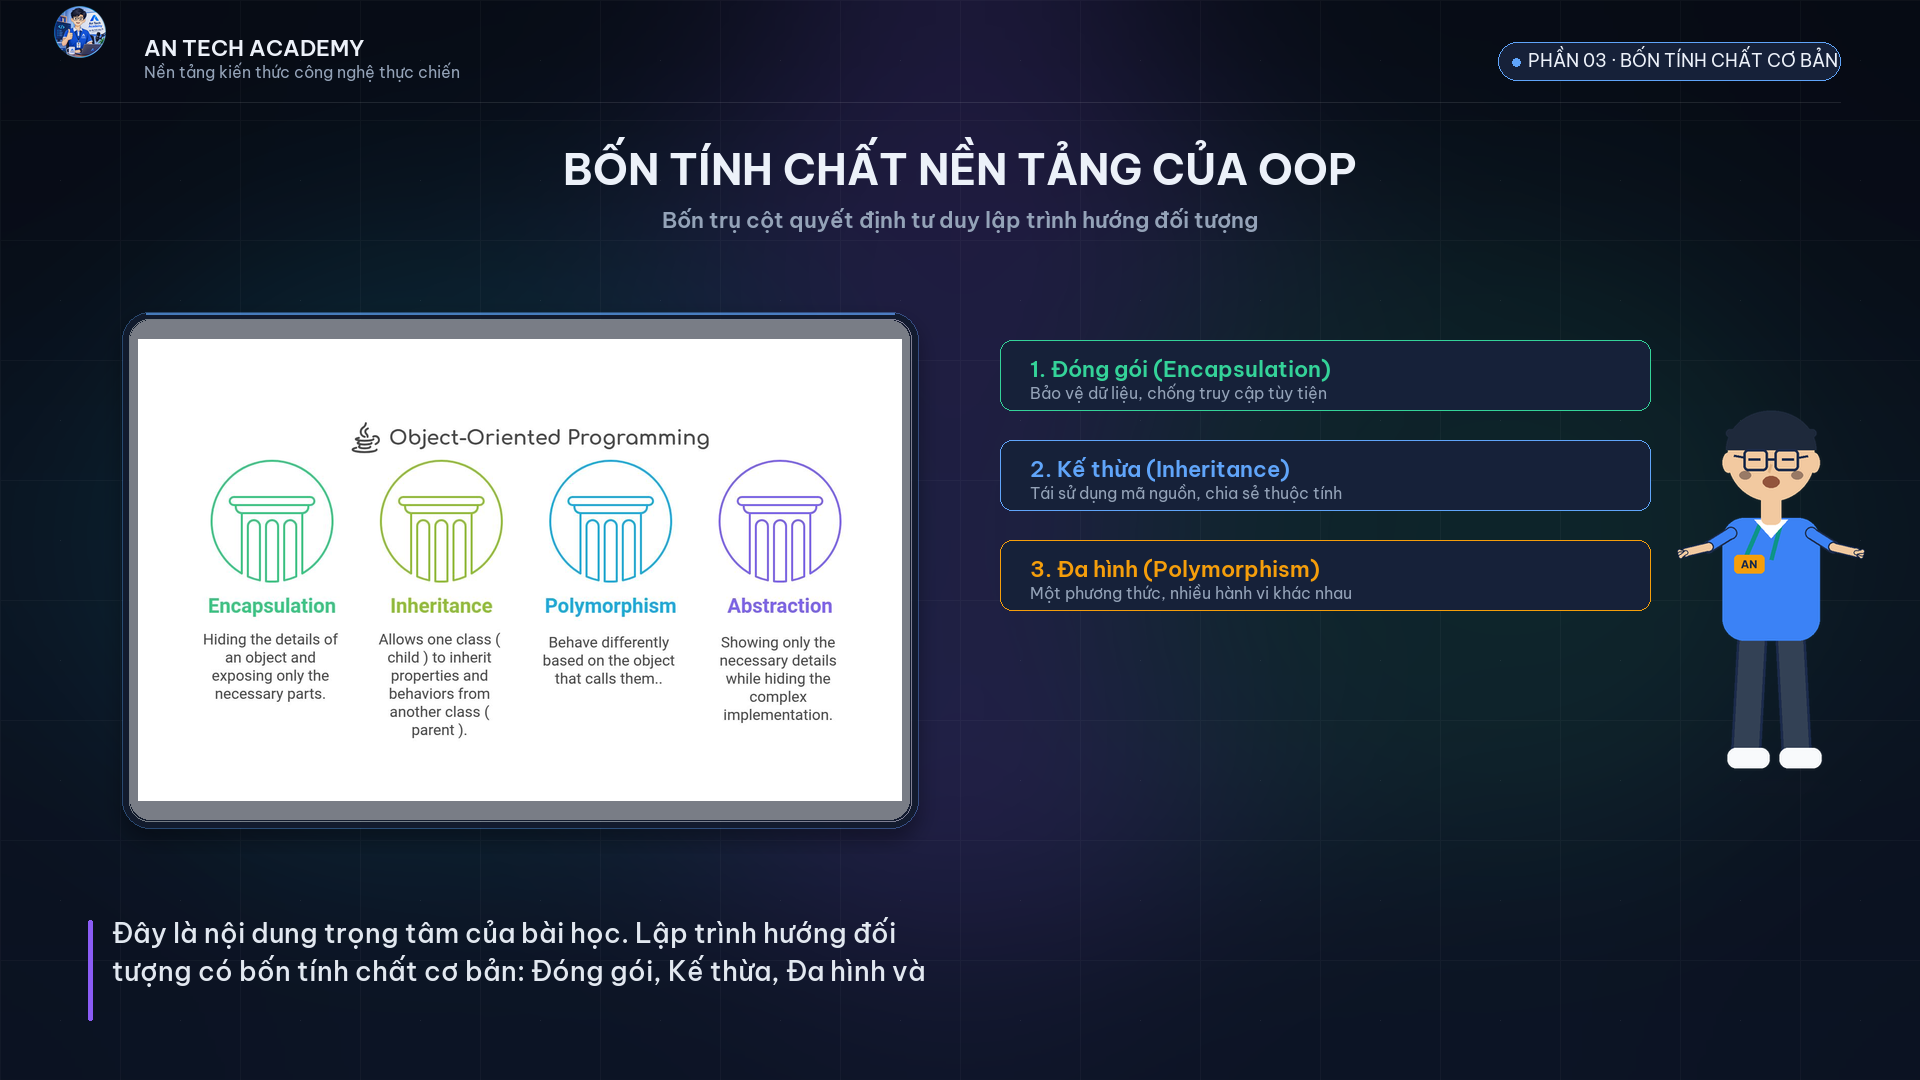 AN TECH ACADEMY
Nền tảng kiến thức công nghệ thực chiến
PHẦN 03 · BỐN TÍNH CHẤT CƠ BẢN
BỐN TÍNH CHẤT NỀN TẢNG CỦA OOP
Bốn trụ cột quyết định tư duy lập trình hướng đối tượng
Object-Oriented Programming
Encapsulation
Hiding the details of
an object and
exposing only the
necessary parts.
Inheritance
Allows one class (
child ) to inherit
properties and
behaviors from
another class (
parent ).
Polymorphism
Behave differently
based on the object
that calls them..
Abstraction
Showing only the
necessary details
while hiding the
complex
implementation.
1. Đóng gói (Encapsulation)
Bảo vệ dữ liệu, chống truy cập tùy tiện
2. Kế thừa (Inheritance)
Tái sử dụng mã nguồn, chia sẻ thuộc tính
3. Đa hình (Polymorphism)
Một phương thức, nhiều hành vi khác nhau
AN
Đây là nội dung trọng tâm của bài học. Lập trình hướng đối
tượng có bốn tính chất cơ bản: Đóng gói, Kế thừa, Đa hình và